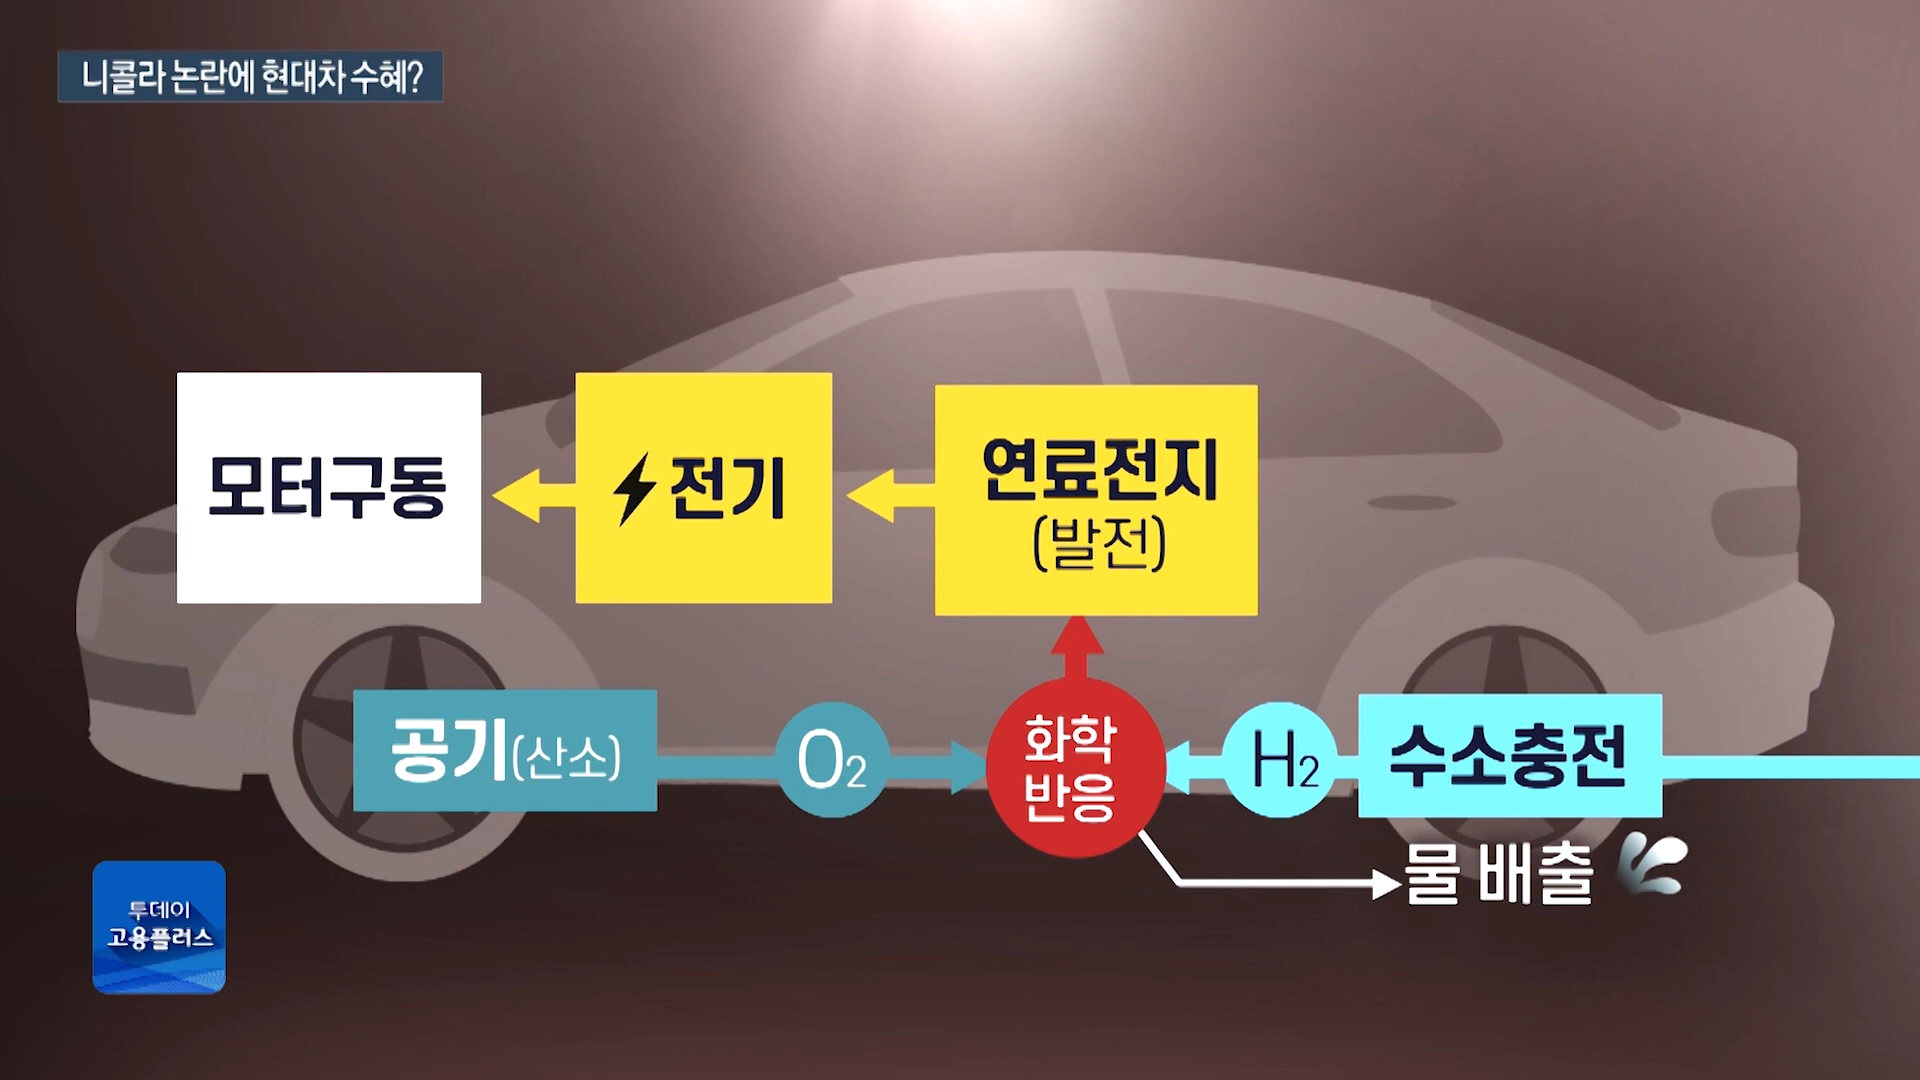 니콜라 논란에 현대차 수혜?
모터구동
전기
연료전지
(발전)
공기(산소)
O2
화학
반응
H2
수소충전
물 배출
투데이
고용플러스